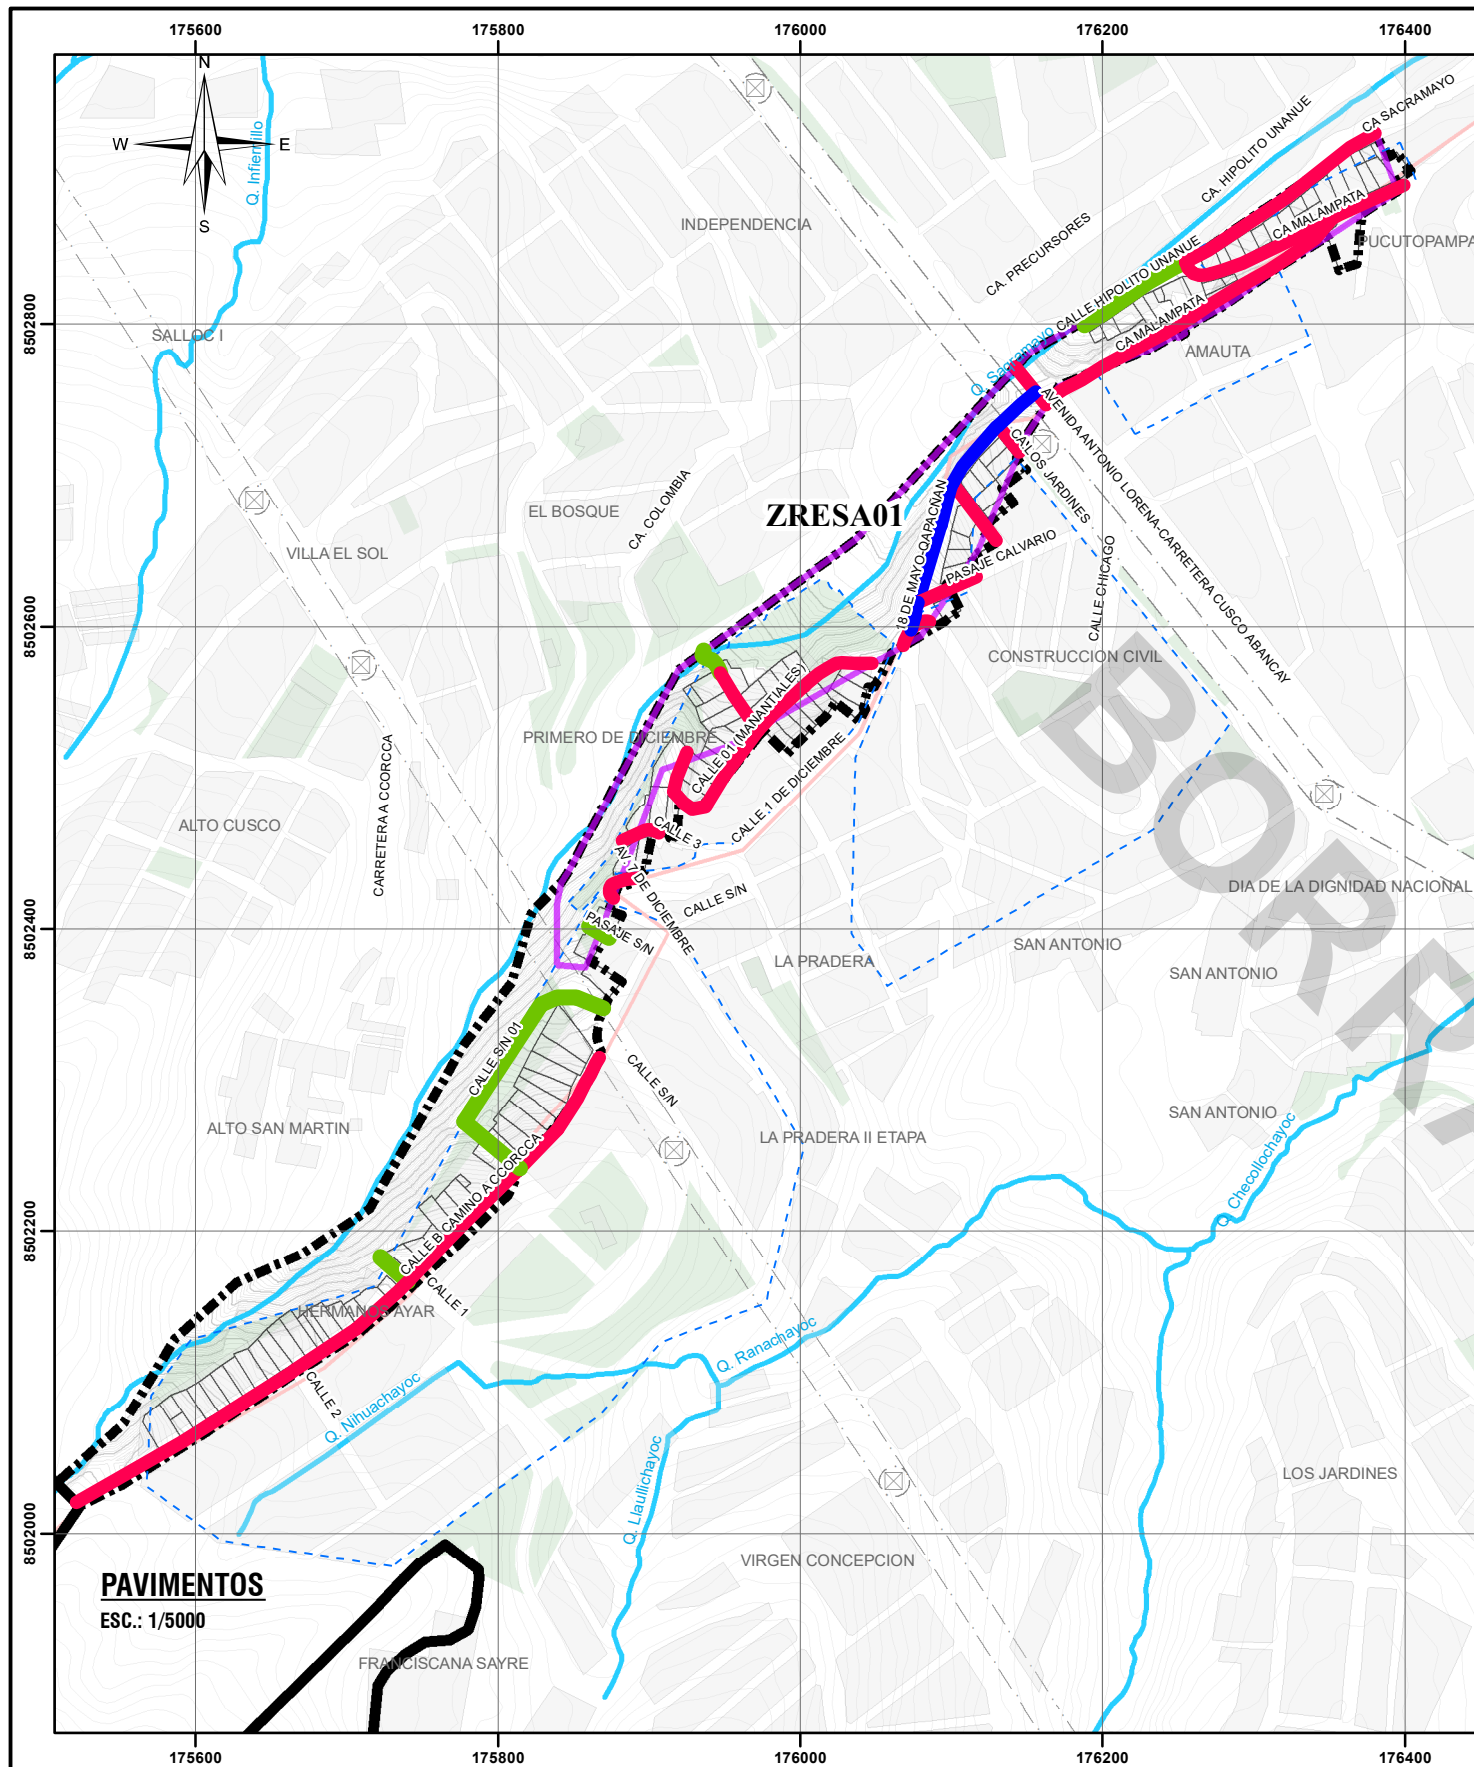 175600
175800
176000
176200
176400
N
W
E
S
Q. Infiernillo
CA SACRAMAYO
CA. HIPOLITO UNANUE
INDEPENDENCIA
CA. PRECURSORES
CA MALAMPATA
PUCUTOPAMPA
CALLE HIPOLITO UNANUE
8502800
SALLOC I
CA MALAMPATA
AMAUTA
Q. Sacramayo
AVENIDA ANTONIO LORENA-CARRETERA CUSCO ABANCAY
CA. LOS JARDINES
CA. COLOMBIA
EL BOSQUE
ZRESA01
VILLA EL SOL
18 DE MAYO-QAPACÑAN
PASAJE CALVARIO
CALLE CHICAGO
8502600
CONSTRUCCION CIVIL
PRIMERO DE DICIEMBRE
CALLE 01 (MANANTIALES)
CARRETERA A CCORCCA
CALLE 1 DE DICIEMBRE
ALTO CUSCO
CALLE 3
AV. 7 DE DICIEMBRE
DIA DE LA DIGNIDAD NACIONAL
CALLE S/N
8502400
PASAJE S/N
LA PRADERA
SAN ANTONIO
SAN ANTONIO
CALLE S/N 01
CALLE S/N
ALTO SAN MARTIN
LA PRADERA II ETAPA
SAN ANTONIO
Q. Checollochayoc
8502200
CALLE B CAMINO A CCORCCA
CALLE 1
HERMANOS AYAR
Q. Ranachayoc
CALLE 2
Q. Nihuachayoc
Q. Llaullichayoc
LOS JARDINES
8502000
VIRGEN CONCEPCION
PAVIMENTOS
ESC.: 1/5000
FRANCISCANA SAYRE
175600
175800
176000
176200
176400